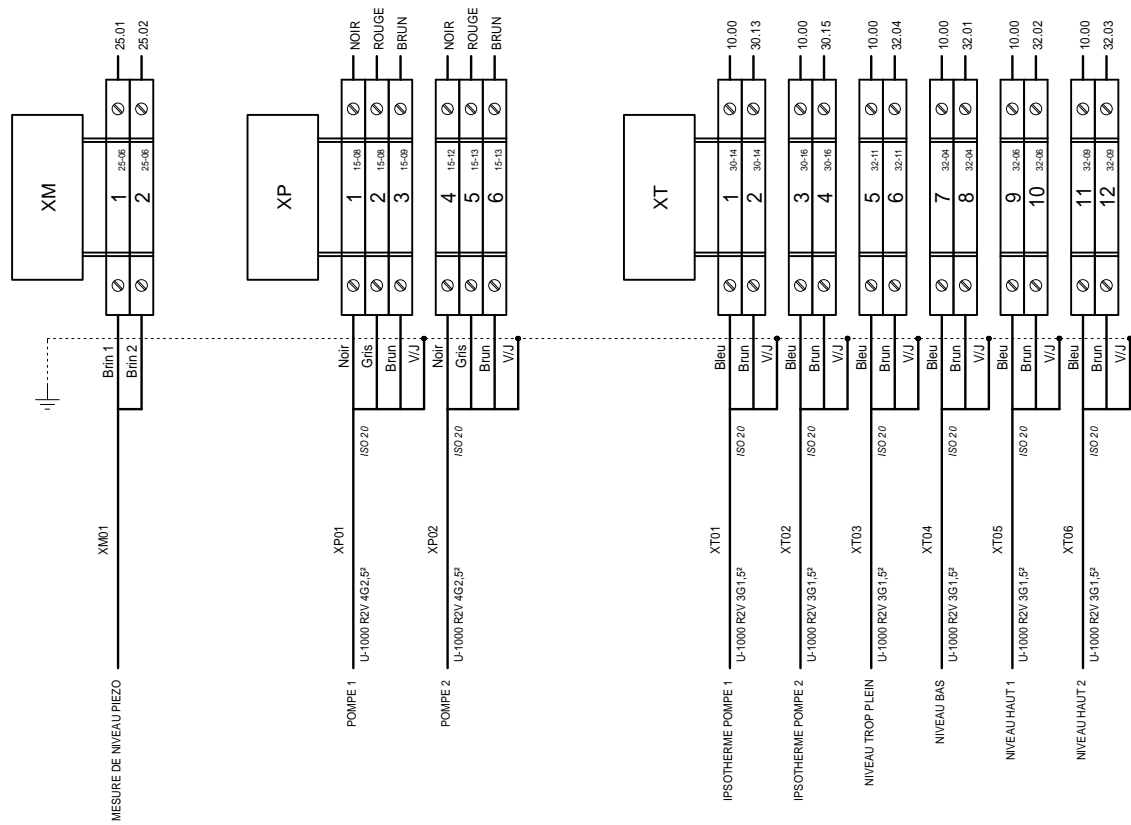 XM
25.01
25.02
1 25-06
2 25-06
Brin 1
Brin 2
XM01
MESURE DE NIVEAU PIEZO
XP
NOIR
ROUGE
BRUN
NOIR
ROUGE
BRUN
1 15-08
2 15-08
3 15-09
4 15-12
5 15-13
6 15-13
Noir
Gris
Brun
V/J
Noir
Gris
Brun
V/J
ISO 20
ISO 20
XP01
XP02
U-1000 R2V 4G2,5²
U-1000 R2V 4G2,5²
POMPE 1
POMPE 2
XT
10.00
30.13
10.00
30.15
10.00
32.04
10.00
32.01
10.00
32.02
10.00
32.03
1 30-14
2 30-14
3 30-16
4 30-16
5 32-11
6 32-11
7 32-04
8 32-04
9 32-06
10 32-06
11 32-09
12 32-09
Bleu
Brun
V/J
Bleu
Brun
V/J
Bleu
Brun
V/J
Bleu
Brun
V/J
Bleu
Brun
V/J
Bleu
Brun
V/J
ISO 20
ISO 20
ISO 20
ISO 20
ISO 20
ISO 20
XT01
XT02
XT03
XT04
XT05
XT06
U-1000 R2V 3G1,5²
U-1000 R2V 3G1,5²
U-1000 R2V 3G1,5²
U-1000 R2V 3G1,5²
U-1000 R2V 3G1,5²
U-1000 R2V 3G1,5²
IPSOTHERME POMPE 1
IPSOTHERME POMPE 2
NIVEAU TROP PLEIN
NIVEAU BAS
NIVEAU HAUT 1
NIVEAU HAUT 2